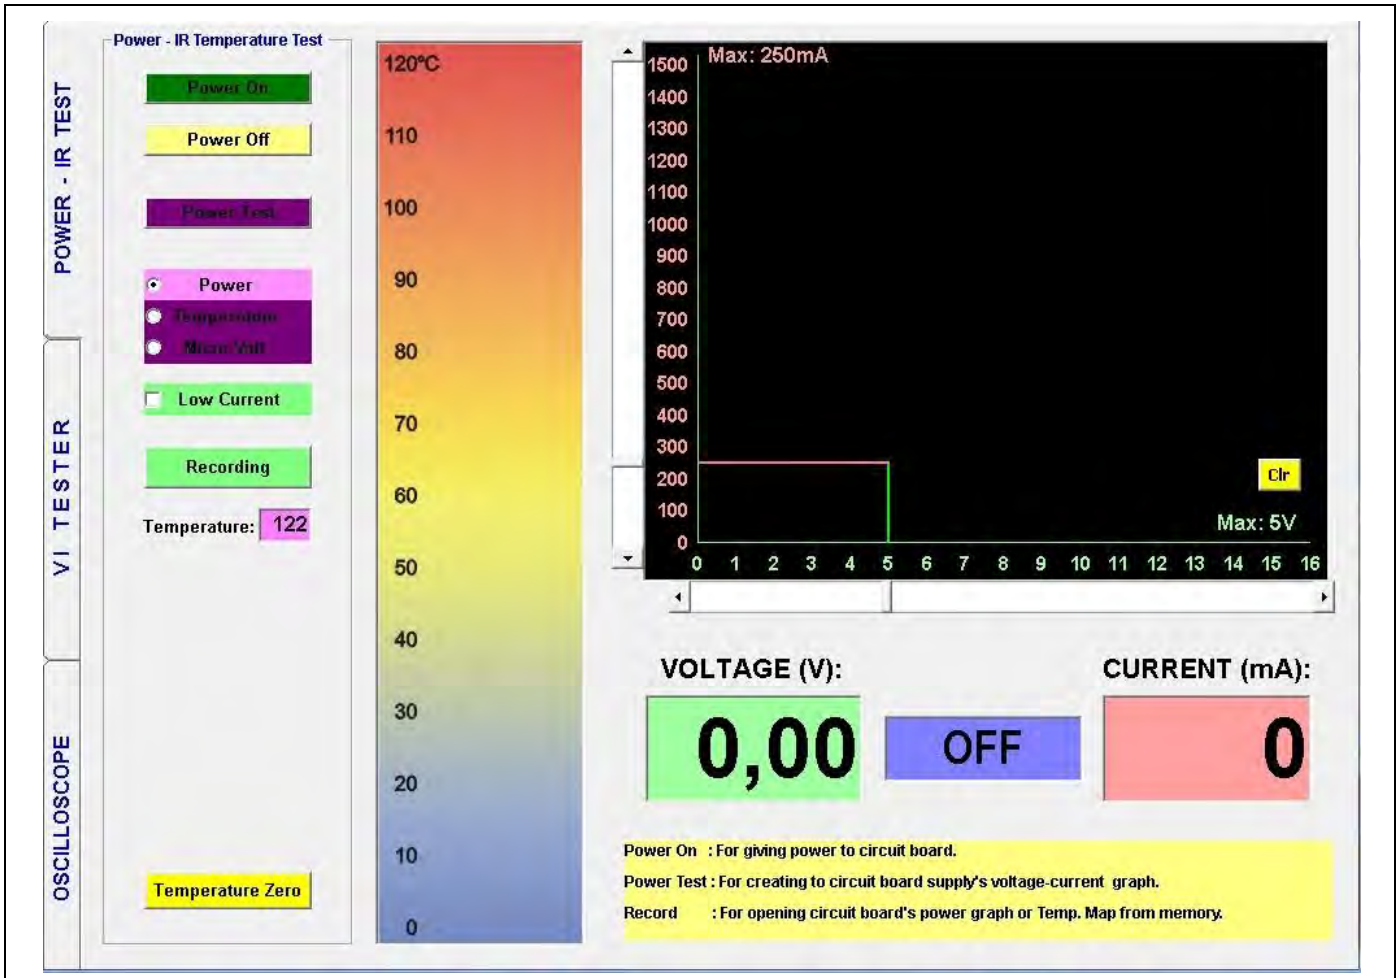 Power - IR Temperature Test
POWER - IR TEST
VI TESTER
OSCILLOSCOPE
Power On
Power Off
Power Test
Power
Temperature
Micro Volt
Low Current
Recording
Temperature: 122
Temperature Zero
120°C
110
100
90
80
70
60
50
40
30
20
10
0
Max: 250mA
1500
1400
1300
1200
1100
1000
900
800
700
600
500
400
300
200
100
0
Clr
Max: 5V
0 1 2 3 4 5 6 7 8 9 10 11 12 13 14 15 16
VOLTAGE (V):
CURRENT (mA):
0,00
OFF
0
Power On : For giving power to circuit board.
Power Test : For creating to circuit board supply's voltage-current graph.
Record : For opening circuit board's power graph or Temp. Map from memory.